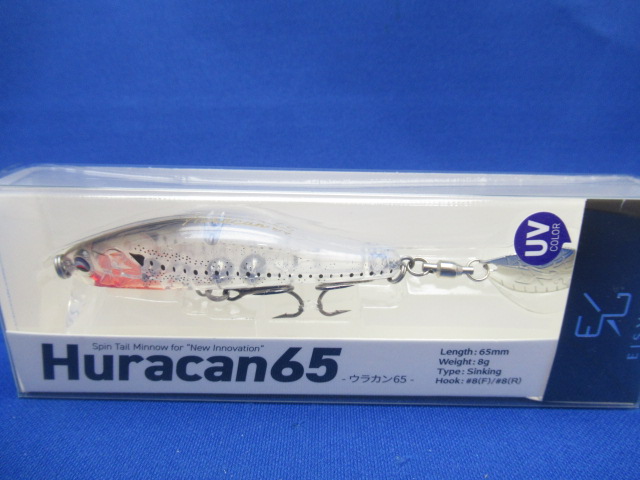 UV
COLOR
Spin Tail Minnow for "New Innovation"
Huracan65
- ウラカン65 -
Length : 65mm
Weight : 8g
Type : Sinking
Hook : #8(F)/#8(R)